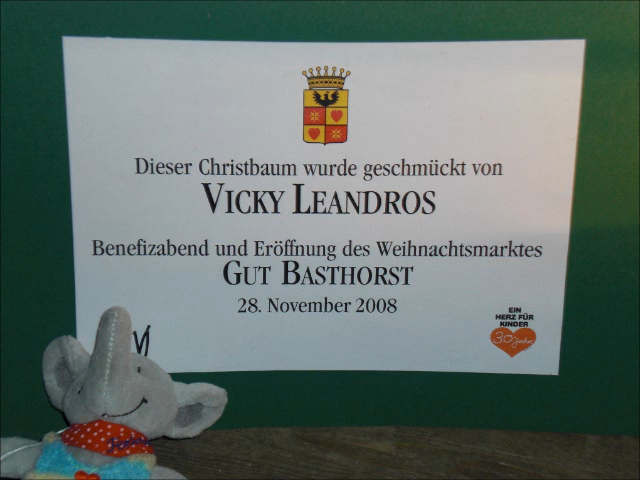 Dieser Christbaum wurde geschmückt von
VICKY LEANDROS
Benefizabend und Eröffnung des Weihnachtsmarktes
GUT BASTHORST
28. November 2008
EIN
HERZ FÜR
KINDER
30 Jahre